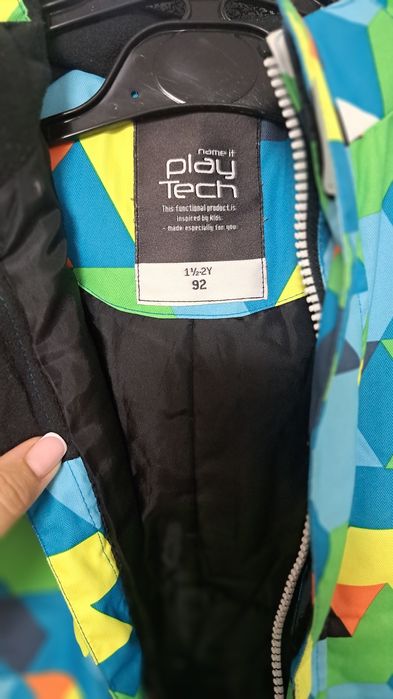 name it
play
Tech
This functional product is
inspired by kids.
- made especially for you
1½-2Y
92